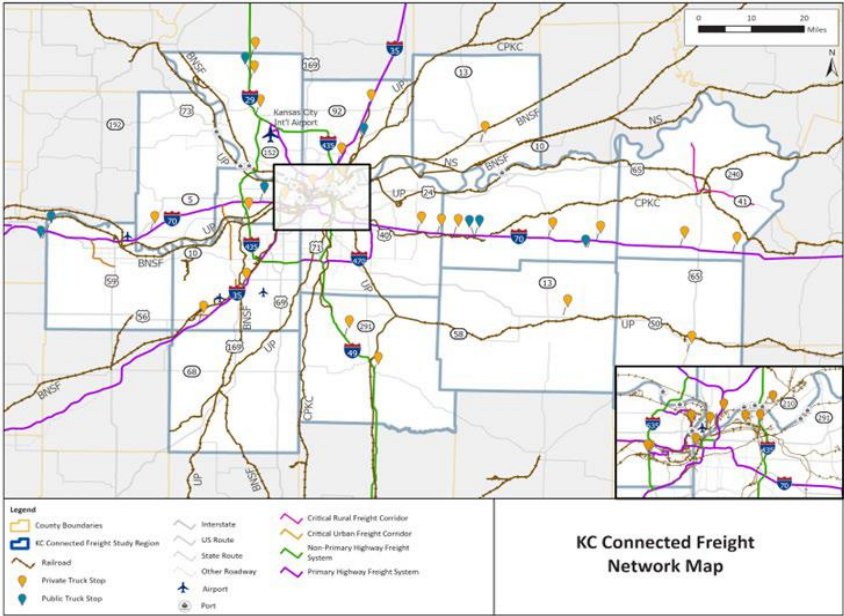 0 10 20
Miles
N
35
CPKC
BNSF
169
UP
13
29
92
Kansas City
Int'l Airport
73
192
BNSF
NS
10
435
152
NS
BNSF
UP
UP
24
65
240
CPKC
41
5
70
UP
40
70
BNSF
10
435
71
470
59
35
BNSF
69
UP
13
65
56
291
58
UP
50
169
UP
49
68
BNSF
CPKC
UP
BNSF
210
291
635
435
70
Legend
County Boundaries
KC Connected Freight Study Region
Railroad
Private Truck Stop
Public Truck Stop
Interstate
US Route
State Route
Other Roadway
Airport
Port
Critical Rural Freight Corridor
Critical Urban Freight Corridor
Non-Primary Highway Freight
System
Primary Highway Freight System
KC Connected Freight
Network Map